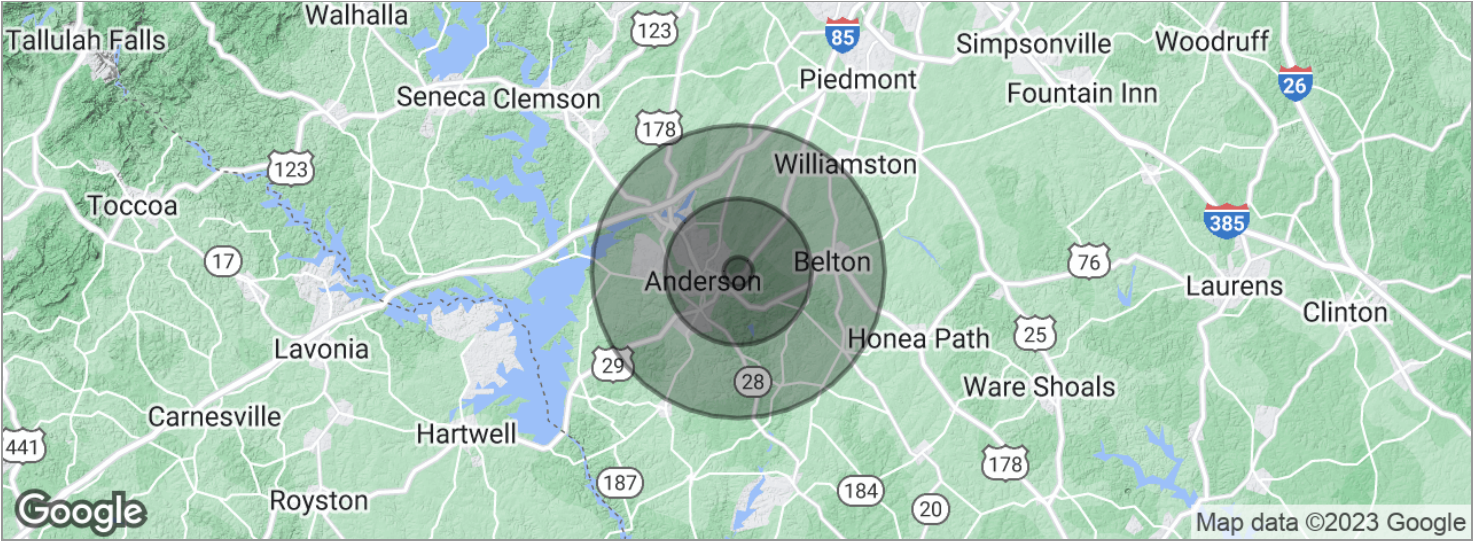 Walhalla
Tallulah Falls
123
85
Simpsonville
Woodruff
Piedmont
26
Seneca
Clemson
Fountain Inn
178
123
Williamston
Toccoa
385
17
Belton
76
Anderson
Laurens
Clinton
Lavonia
Honea Path
25
29
28
Ware Shoals
Carnesville
Hartwell
441
178
187
184
Royston
20
Google
Map data ©2023 Google